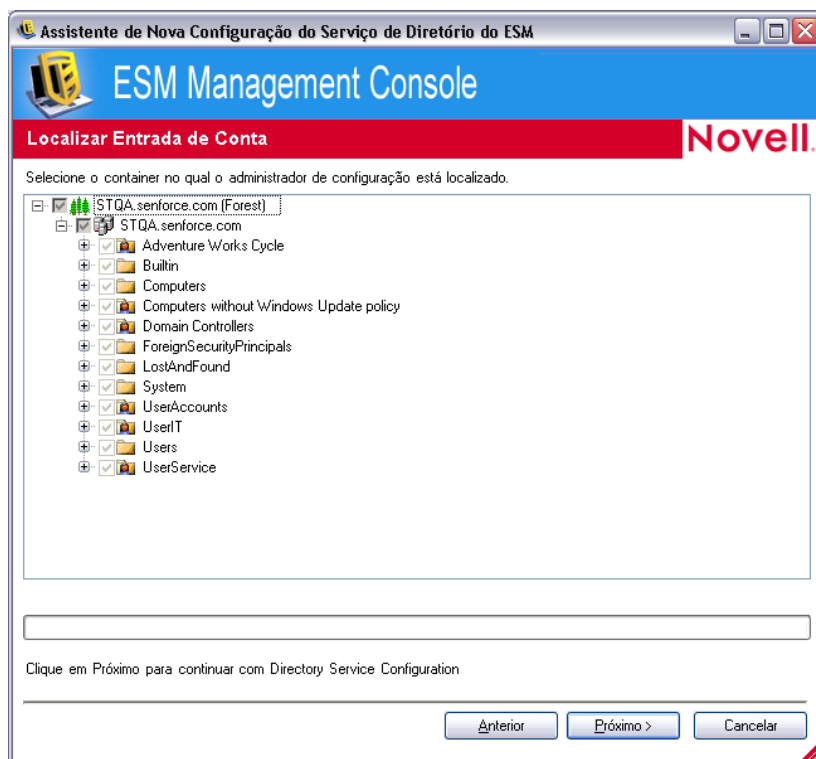 Assistente de Nova Configuração do Serviço de Diretório do ESM
ESM Management Console
Localizar Entrada de Conta
Novell.
Selecione o container no qual o administrador de configuração está localizado.
STQA.senforce.com (Forest)
STQA.senforce.com
Adventure Works Cycle
Builtin
Computers
Computers without Windows Update policy
Domain Controllers
ForeignSecurityPrincipals
LostAndFound
System
UserAccounts
UserIT
Users
UserService
Clique em Próximo para continuar com Directory Service Configuration
Anterior
Próximo >
Cancelar